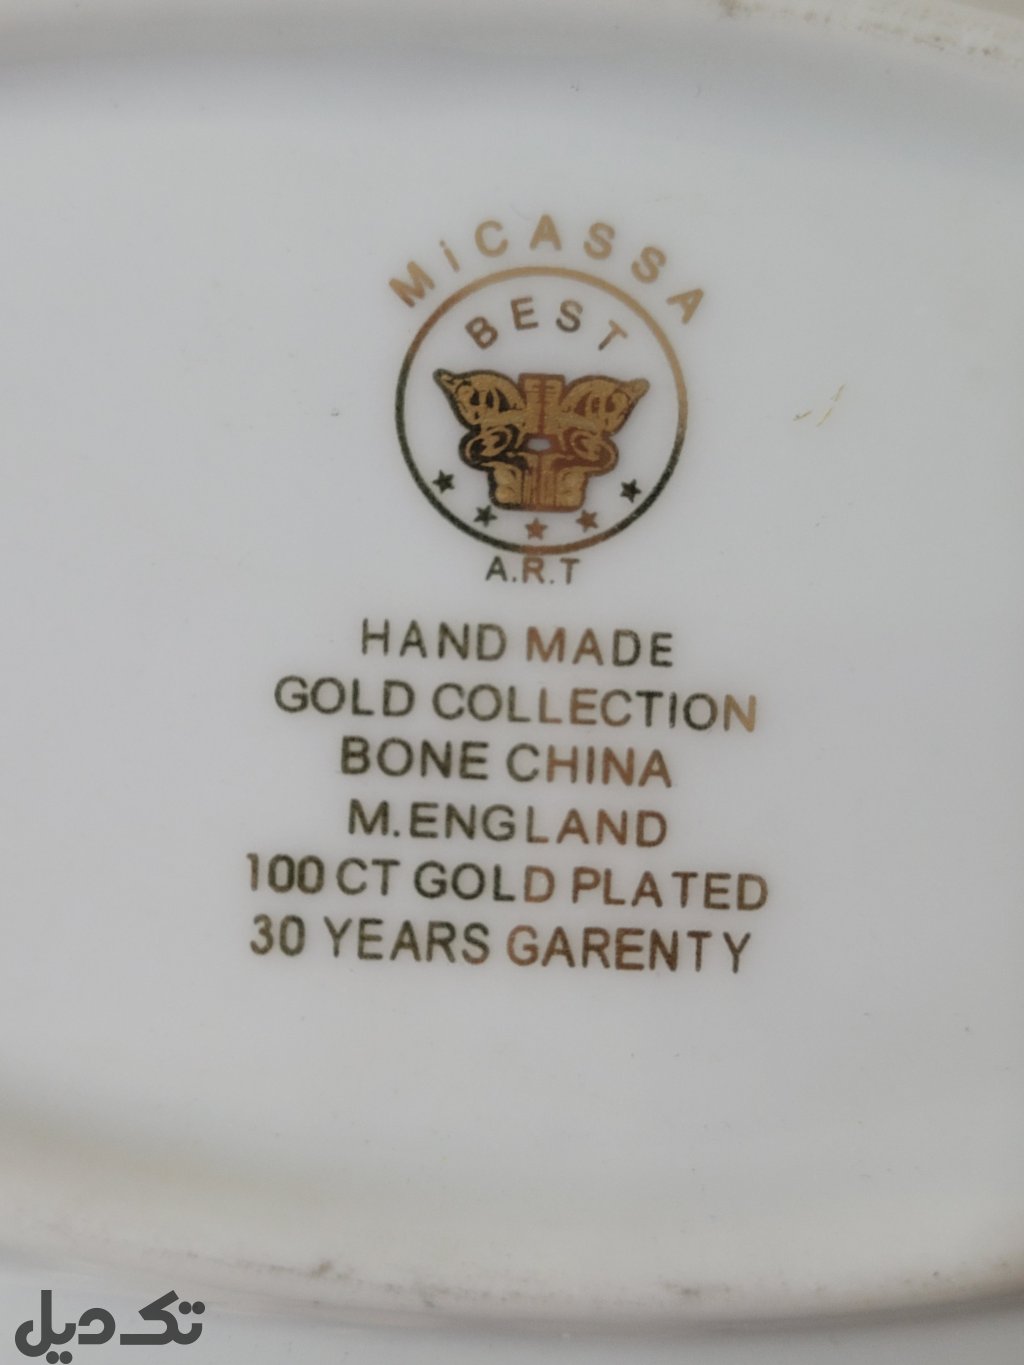 MiCASSA
BEST
A.R.T
HAND MADE
GOLD COLLECTION
BONE CHINA
M.ENGLAND
100 CT GOLD PLATED
30 YEARS GARENTY
تک دیل